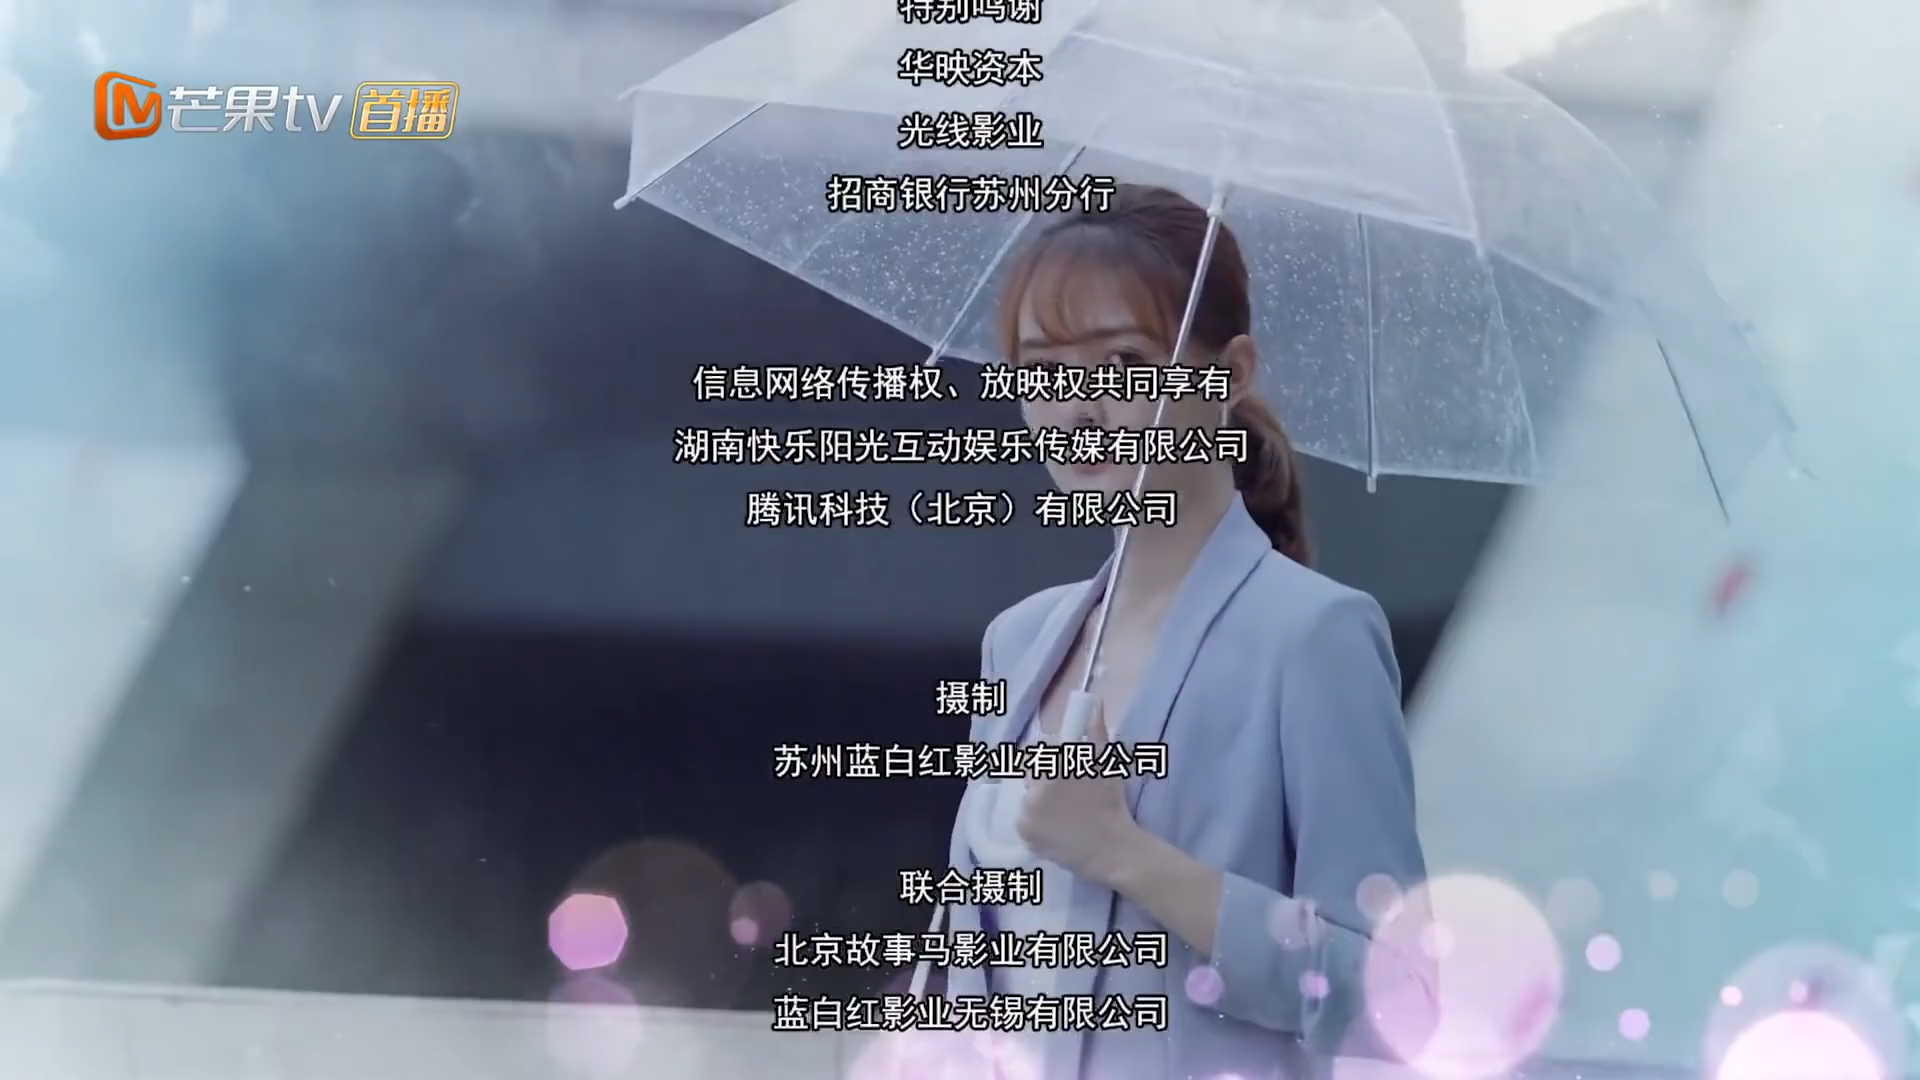 特别鸣谢
芒果tv 首播
华映资本
光线影业
招商银行苏州分行
信息网络传播权、放映权共同享有
湖南快乐阳光互动娱乐传媒有限公司
腾讯科技（北京）有限公司
摄制
苏州蓝白红影业有限公司
联合摄制
北京故事马影业有限公司
蓝白红影业无锡有限公司